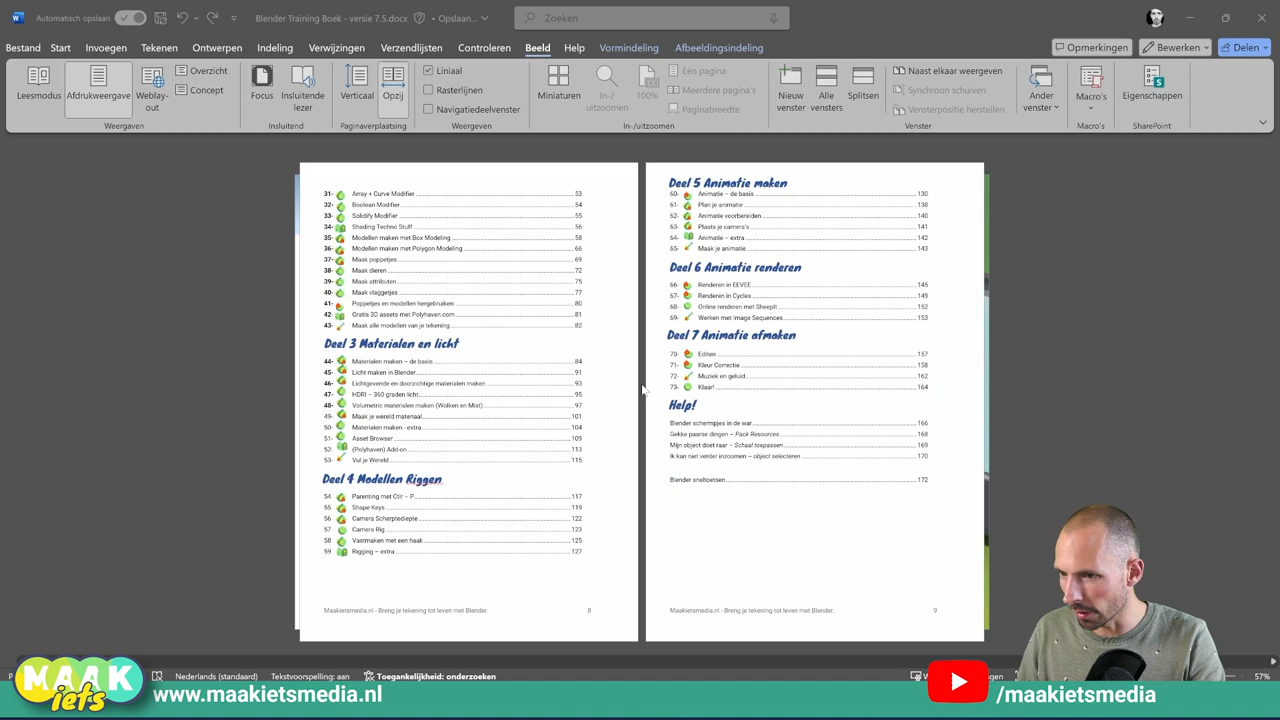 Automatisch opslaan
Blender Training Boek - versie 7.5.docx
Opslaan...
Zoeken
Bestand Start Invoegen Tekenen Ontwerpen Indeling Verwijzingen Verzendlijsten Controleren Beeld Help Vormindeling Afbeeldingsindeling
Opmerkingen Bewerken Delen
Leesmodus Afdrukweergave Weblay-out Overzicht Concept
Weergaven
Focus Insluitende lezer
Insluitend
Verticaal Opzij
Paginaverplaatsing
Liniaal
Rasterlijnen
Navigatiedeelvenster
Weergeven
Miniaturen In-/uitzoomen 100%
Eén pagina
Meerdere pagina's
Paginabreedte
In-/uitzoomen
Nieuw venster Alle vensters Splitsen
Naast elkaar weergeven
Synchroon schuiven
Vensterpositie herstellen
Ander venster
Venster
Macro's
Macro's
Eigenschappen
SharePoint
31- Array + Curve Modifier 53
32- Boolean Modifier 54
33- Solidify Modifier 55
34- Shading Techno Stuff 56
35- Modellen maken met Box Modeling 58
36- Modellen maken met Polygon Modeling 66
37- Maak poppetjes 69
38- Maak dieren 72
39- Maak attributen 75
40- Maak vlaggetjes 77
41- Poppetjes en modellen hergebruiken 80
42- Gratis 3D assets met Polyhaven.com 81
43- Maak alle modellen van je tekening 82
Deel 3 Materialen en licht
44- Materialen maken – de basis 84
45- Licht maken in Blender 91
46- Lichtgevende en doorzichtige materialen maken 93
47- HDRI – 360 graden licht 95
48- Volumetric materialen maken (Wolken en Mist) 97
49- Maak je wereld materiaal 101
50- Materialen maken - extra 104
51- Asset Browser 109
52- (Polyhaven) Add-on 113
53- Vul je Wereld 115
Deel 4 Modellen Riggen
54 Parenting met Ctlr – P 117
55 Shape Keys 119
56 Camera Scherptediepte 122
57 Camera Rig 123
58 Vastmaken met een haak 125
59 Rigging – extra 127
Maakietsmedia.nl - Breng je tekening tot leven met Blender. 8
Deel 5 Animatie maken
60- Animatie – de basis 130
61- Plan je animatie 138
62- Animatie voorbereiden 140
63- Plaats je camera's 141
64- Animatie – extra 142
65- Maak je animatie 143
Deel 6 Animatie renderen
66- Renderen in EEVEE 145
67- Renderen in Cycles 149
68- Online renderen met SheepIt 152
69- Werken met Image Sequences 153
Deel 7 Animatie afmaken
70- Editen 157
71- Kleur Correctie 158
72- Muziek en geluid 162
73- Klaar! 164
Help!
Blender schermpjes in de war 166
Gekke paarse dingen – Pack Resources 168
Mijn object doet raar – Schaal toepassen 169
Ik kan niet verder inzoomen – object selecteren 170
Blender sneltoetsen 172
Maakietsmedia.nl - Breng je tekening tot leven met Blender. 9
Nederlands (standaard) Tekstvoorspelling: aan Toegankelijkheid: onderzoeken
57%
MAAK iets
www.maakietsmedia.nl
/maakietsmedia